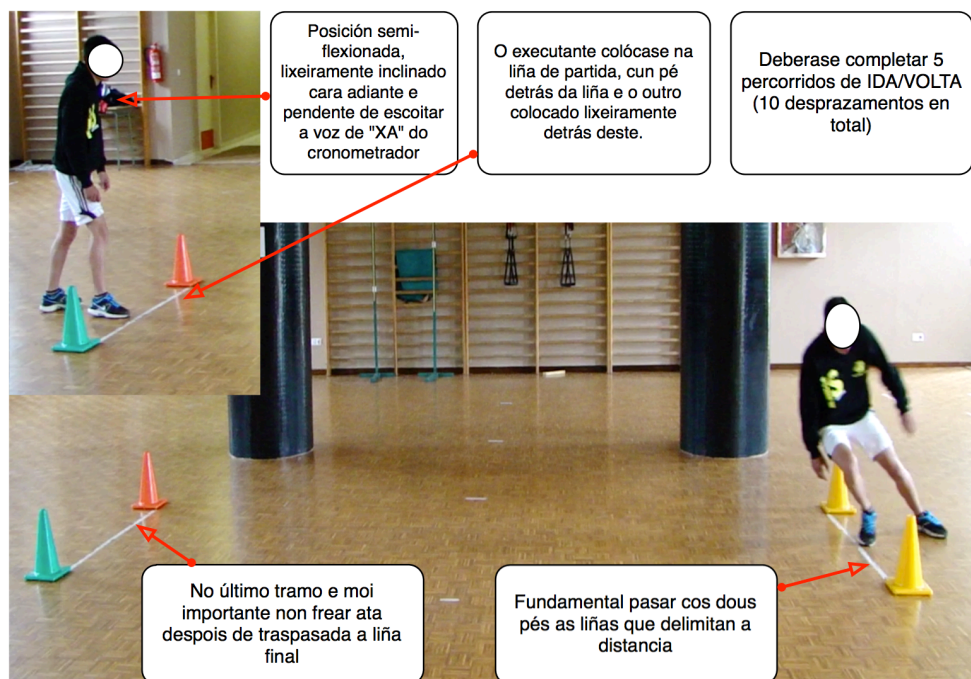 Posición semi-
flexionada,
lixeiramente inclinado
cara adiante e
pendente de escoitar
a voz de "XA" do
cronometrador
O executante colócase na
liña de partida, cun pé
detrás da liña e o outro
colocado lixeiramente
detrás deste.
Deberase completar 5
percorridos de IDA/VOLTA
(10 desprazamentos en
total)
No último tramo e moi
importante non frear ata
despois de traspasada a liña
final
Fundamental pasar cos dous
pés as liñas que delimitan a
distancia